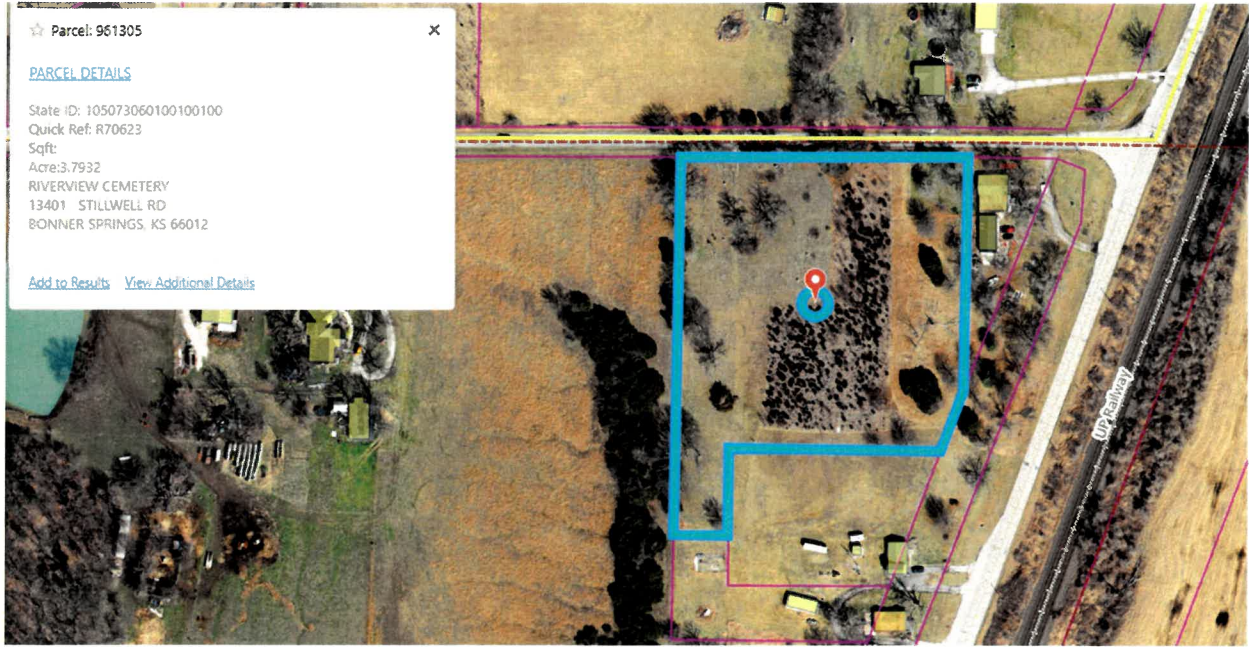 Parcel: 961305
PARCEL DETAILS
State ID: 105073060100100100
Quick Ref: R70623
Sqft:
Acre:3.7932
RIVERVIEW CEMETERY
13401 STILLWELL RD
BONNER SPRINGS, KS 66012
Add to Results View Additional Details
UP Railway